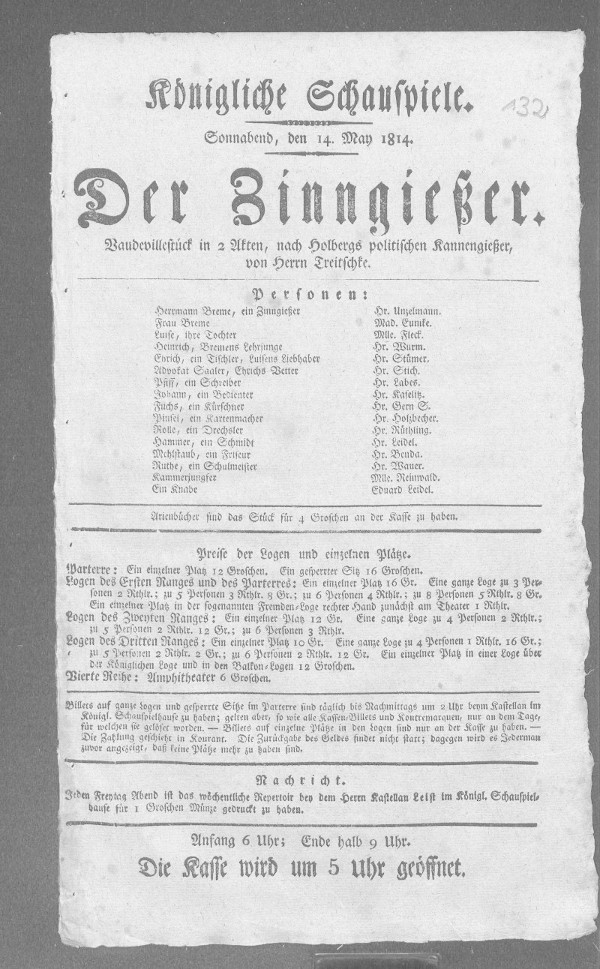 Königliche Schauspiele.
132
Sonnabend, den 14. May 1814.
Der Zinngießer.
Vaudevillestück in 2 Akten, nach Holbergs politischen Kannengießer,
von Herrn Treitschke.
Personen:
Herrmann Breme, ein Zinngießer Hr. Unzelmann.
Frau Breme Mad. Eunike.
Luise, ihre Tochter Mlle. Fleck.
Heinrich, Bremens Lehrjunge Hr. Wurm.
Ehrich, ein Tischler, Luisens Liebhaber Hr. Stümer.
Advokat Saaler, Ehrichs Vetter Hr. Stich.
Pfiff, ein Schreiber Hr. Labes.
Johann, ein Bedienter Hr. Kaselitz.
Fuchs, ein Kürschner Hr. Gern S.
Pinsel, ein Kartenmacher Hr. Holzbecher.
Rolle, ein Drechsler Hr. Rüthling.
Hammer, ein Schmidt Hr. Leidel.
Mehlstaub, ein Friseur Hr. Benda.
Ruthe, ein Schulmeister Hr. Wauer.
Kammerjungfer Mlle. Reinwald.
Ein Knabe Eduard Leidel.
Arienbücher sind das Stück für 4 Groschen an der Kasse zu haben.
Preise der Logen und einzelnen Plätze.
Parterre: Ein einzelner Platz 12 Groschen. Ein gesperrter Sitz 16 Groschen.
Logen des Ersten Ranges und des Parterres: Ein einzelner Platz 16 Gr. Eine ganze Loge zu 3 Per-
sonen 2 Rthlr.; zu 5 Personen 3 Rthlr. 8 Gr.; zu 6 Personen 4 Rthlr.; zu 8 Personen 5 Rthlr. 8 Gr.
Ein einzelner Platz in der sogenannten Fremden-Loge rechter Hand zunächst am Theater 1 Rthlr.
Logen des Zweyten Ranges: Ein einzelner Platz 12 Gr. Eine ganze Loge zu 4 Personen 2 Rthlr.;
zu 5 Personen 2 Rthlr. 12 Gr.; zu 6 Personen 3 Rthlr.
Logen des Dritten Ranges: Ein einzelner Platz 10 Gr. Eine ganze Loge zu 4 Personen 1 Rthlr. 16 Gr.;
zu 5 Personen 2 Rthlr. 2 Gr.; zu 6 Personen 2 Rthlr. 12 Gr. Ein einzelner Platz in einer Loge über
der Königlichen Loge und in den Balkon-Logen 12 Groschen.
Vierte Reihe: Amphitheater 6 Groschen.
Billets auf ganze Logen und gesperrte Sitze im Parterre sind täglich bis Nachmittags um 2 Uhr beym Kastellan im
Königl. Schauspielhause zu haben; gelten aber, so wie alle Kassen-Billets und Kontremarquen, nur an dem Tage,
für welchen sie gelöset worden. — Billets auf einzelne Plätze in den Logen sind nur an der Kasse zu haben. —
Die Zahlung geschieht in Kourant. Die Zurückgabe des Geldes findet nicht statt; dagegen wird es Jederman
zuvor angezeigt, daß keine Plätze mehr zu haben sind.
Nachricht.
Jeden Freytag Abend ist das wöchentliche Repertoir bey dem Herrn Kastellan Leist im Königl. Schauspiel-
hause für 1 Groschen Münze gedruckt zu haben.
Anfang 6 Uhr; Ende halb 9 Uhr.
Die Kasse wird um 5 Uhr geöffnet.